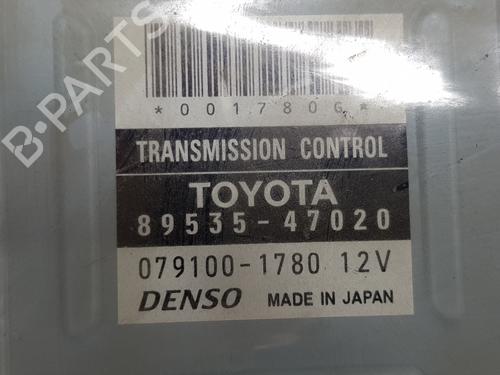 *001780G*
TRANSMISSION CONTROL
TOYOTA
89535-47020
079100-1780 12V
DENSO MADE IN JAPAN
B-PARTS